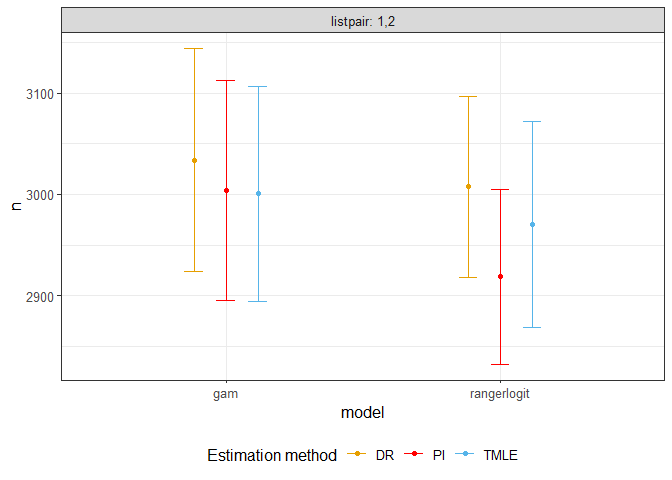 listpair: 1,2
3100
3000
2900
n
gam
rangerlogit
model
Estimation method DR PI TMLE